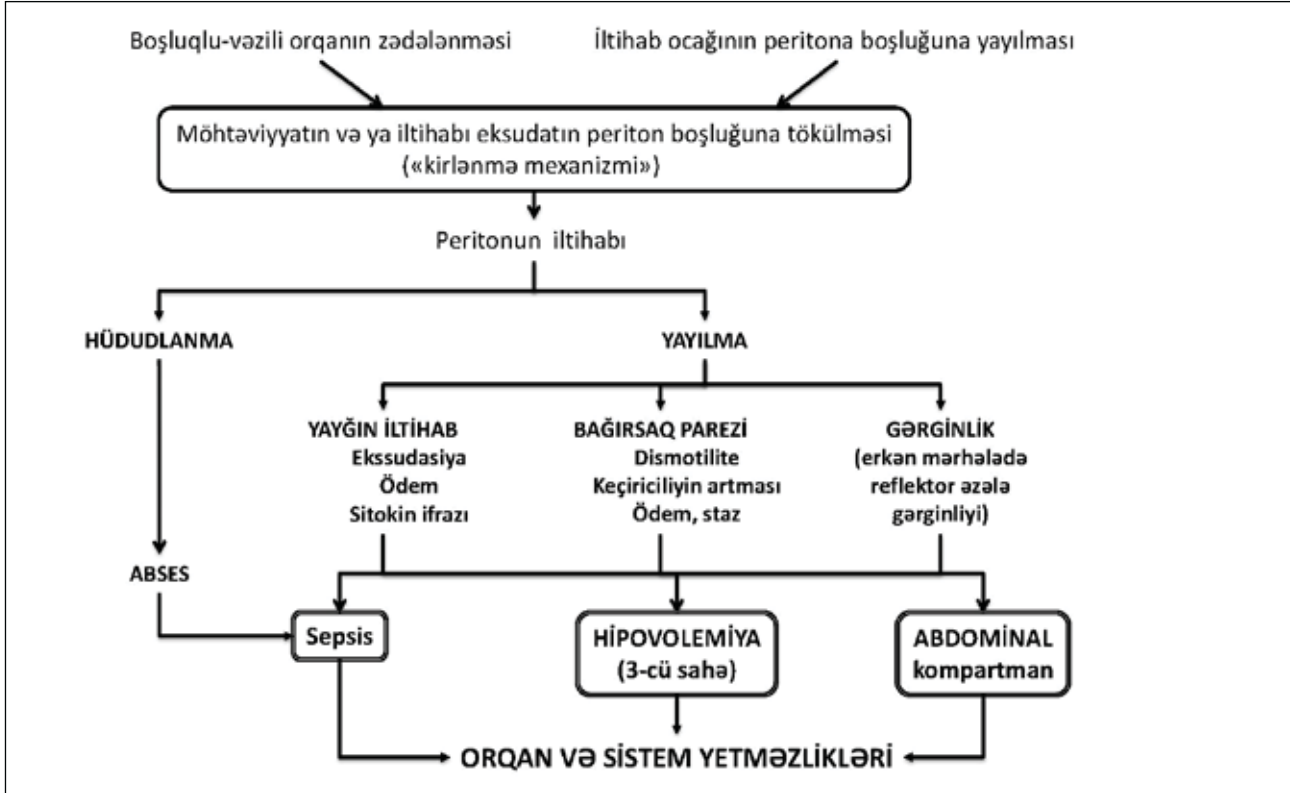 Boşluqlu-vəzili orqanın zədələnməsi
İltihab ocağının peritona boşluğuna yayılması
Möhtəviyyatın və ya iltihabı eksudatın periton boşluğuna tökülməsi
(«kirlənmə mexanizmi»)
Peritonun iltihabı
HÜDUDLANMA
YAYILMA
YAYĞIN İLTİHAB
Ekssudasiya
Ödem
Sitokin ifrazı
BAĞIRSAQ PAREZİ
Dismotilite
Keçiriciliyin artması
Ödem, staz
GƏRGİNLİK
(erkən mərhələdə
reflektor əzələ
gərginliyi)
ABSES
Sepsis
HİPOVOLEMİYA
(3-cü sahə)
ABDOMİNAL
kompartman
ORQAN VƏ SİSTEM YETMƏZLİKLƏRİ